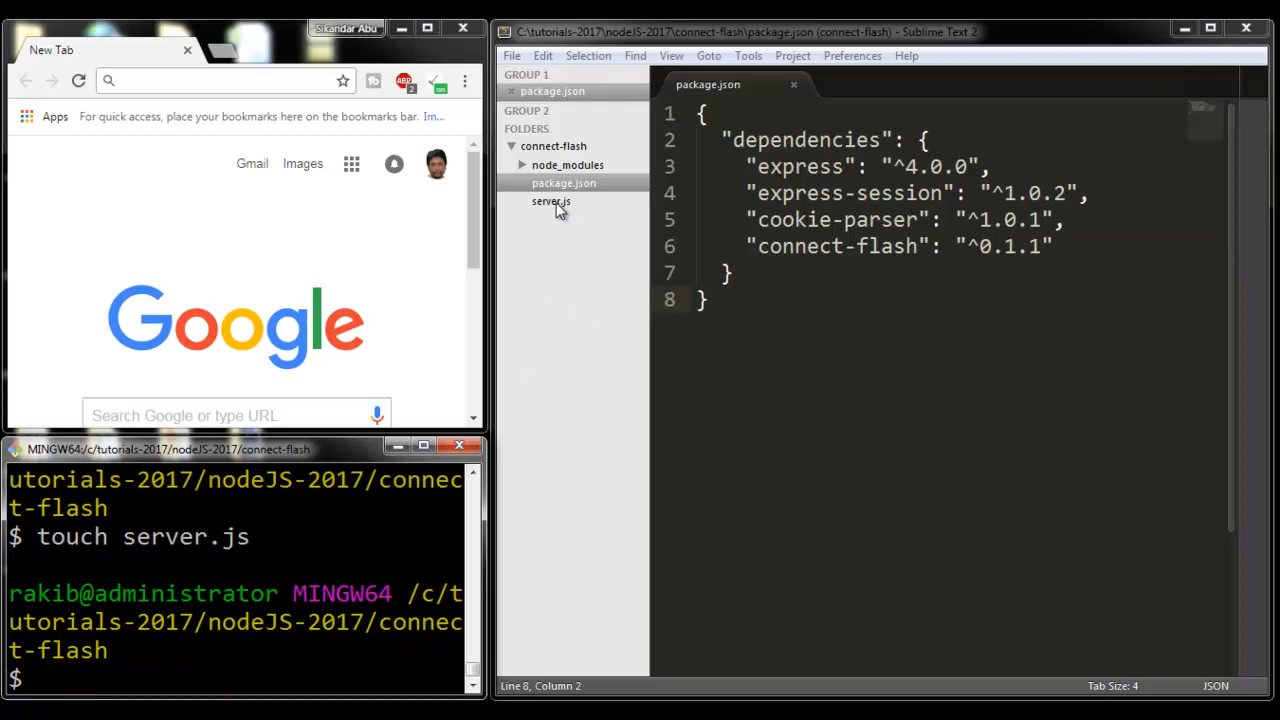 Sikandar Abu
New Tab
Apps For quick access, place your bookmarks here on the bookmarks bar. Im...
Gmail Images
Google
Search Google or type URL
MINGW64:/c/tutorials-2017/nodeJS-2017/connect-flash
utorials-2017/nodeJS-2017/connec
t-flash
$ touch server.js
rakib@administrator MINGW64 /c/t
utorials-2017/nodeJS-2017/connec
t-flash
$
C:\tutorials-2017\nodeJS-2017\connect-flash\package.json (connect-flash) - Sublime Text 2
File Edit Selection Find View Goto Tools Project Preferences Help
GROUP 1
package.json
GROUP 2
FOLDERS
connect-flash
node_modules
package.json
server.js
package.json
1 {
2 "dependencies": {
3 "express": "^4.0.0",
4 "express-session": "^1.0.2",
5 "cookie-parser": "^1.0.1",
6 "connect-flash": "^0.1.1"
7 }
8 }
Line 8, Column 2 Tab Size: 4 JSON
ABP
2
on